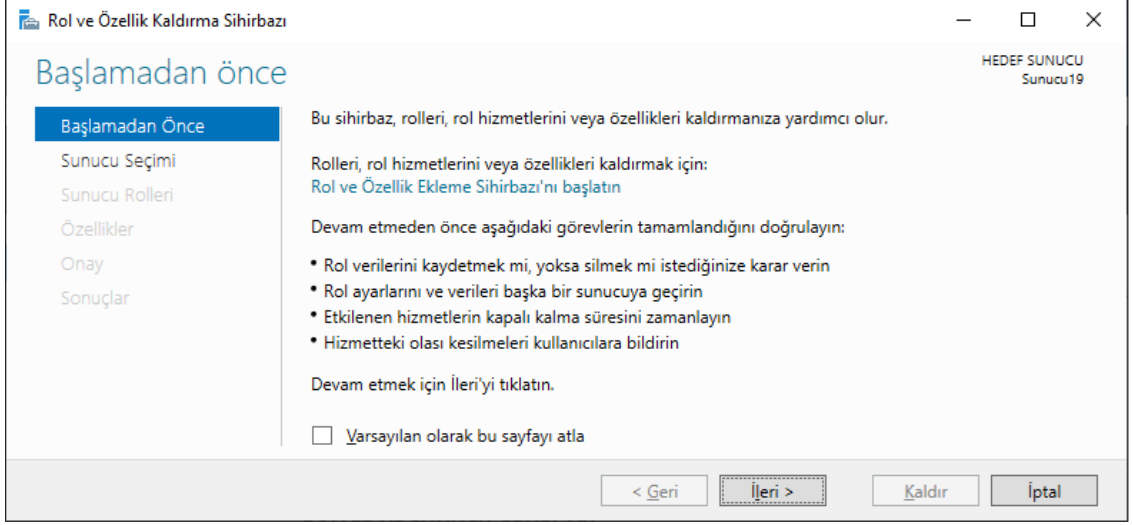 Rol ve Özellik Kaldırma Sihirbazı
Başlamadan önce
HEDEF SUNUCU
Sunucu19
Başlamadan Önce
Sunucu Seçimi
Sunucu Rolleri
Özellikler
Onay
Sonuçlar
Bu sihirbaz, rolleri, rol hizmetlerini veya özellikleri kaldırmanıza yardımcı olur.
Rolleri, rol hizmetlerini veya özellikleri kaldırmak için:
Rol ve Özellik Ekleme Sihirbazı'nı başlatın
Devam etmeden önce aşağıdaki görevlerin tamamlandığını doğrulayın:
• Rol verilerini kaydetmek mi, yoksa silmek mi istediğinize karar verin
• Rol ayarlarını ve verileri başka bir sunucuya geçirin
• Etkilenen hizmetlerin kapalı kalma süresini zamanlayın
• Hizmetteki olası kesilmeleri kullanıcılara bildirin
Devam etmek için İleri'yi tıklatın.
Varsayılan olarak bu sayfayı atla
< Geri İleri > Kaldır İptal